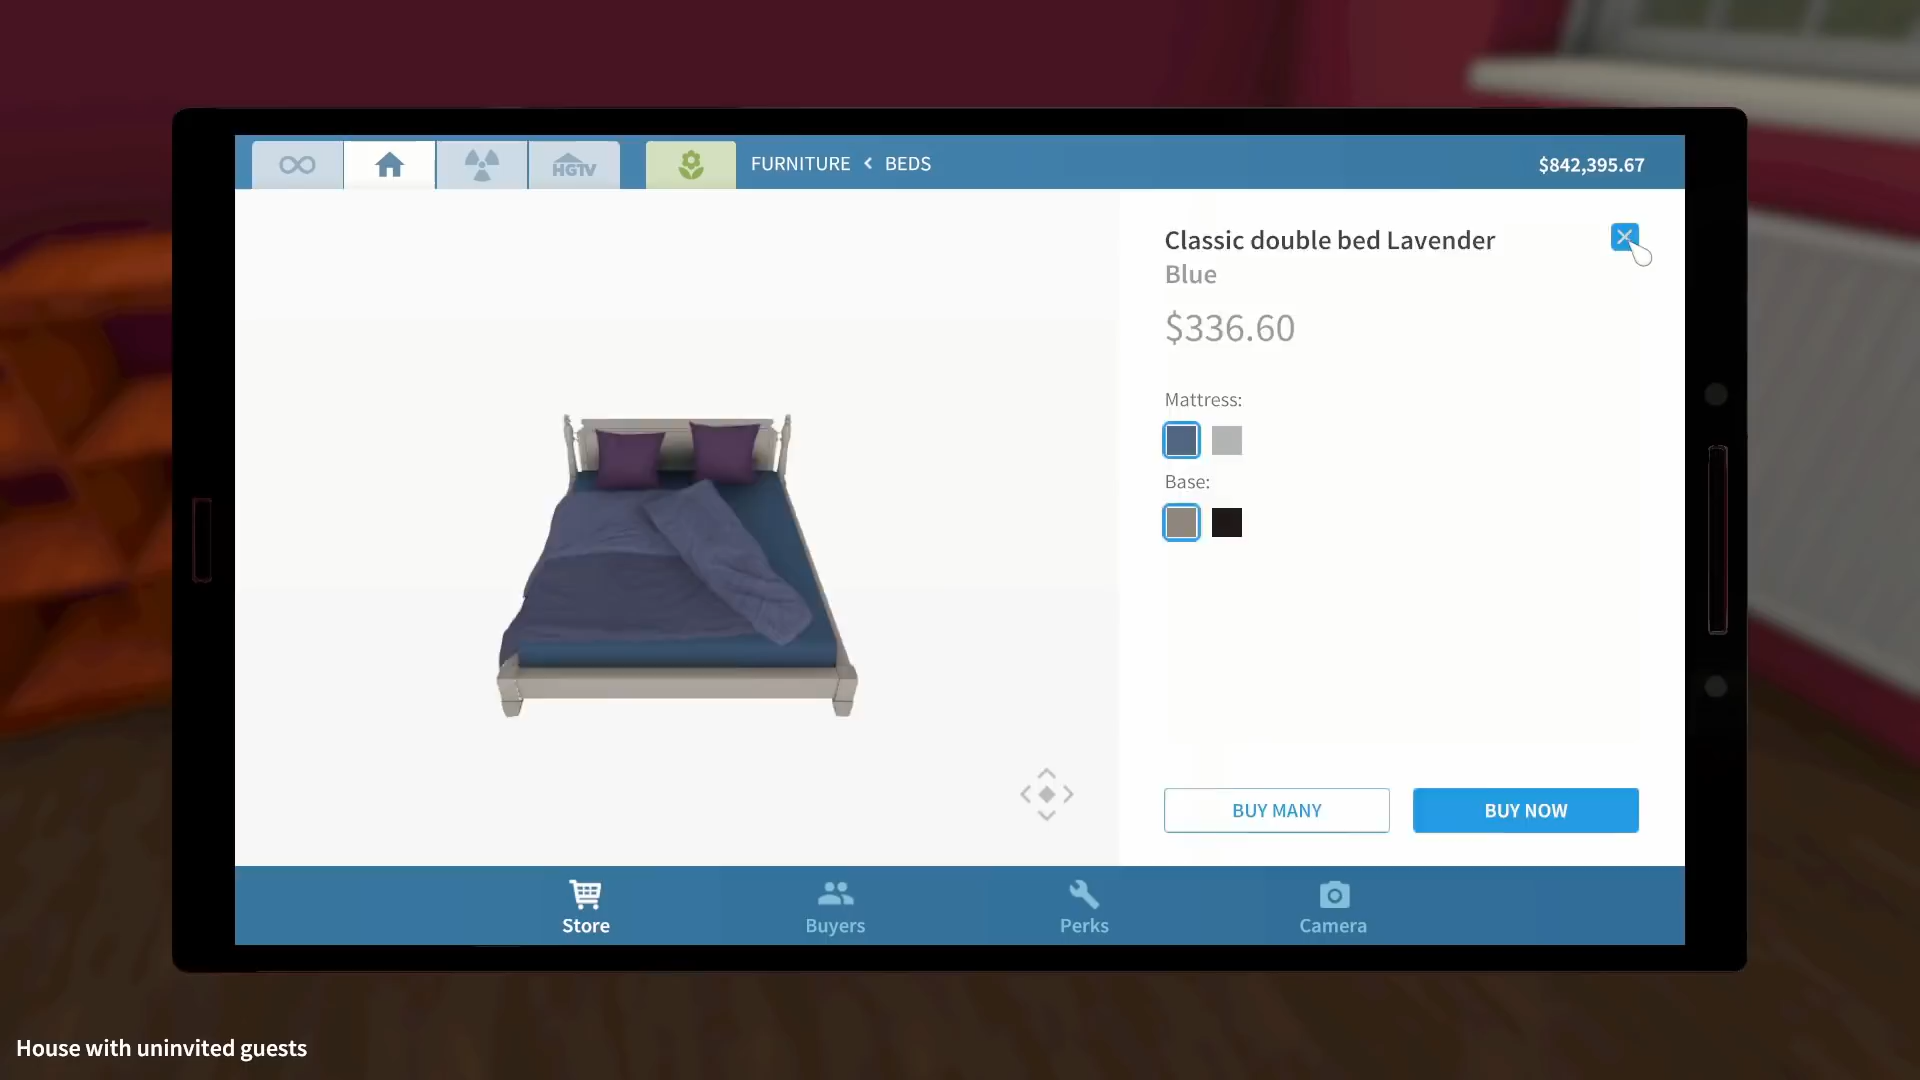 HGTV
FURNITURE < BEDS
$842,395.67
Classic double bed Lavender
Blue
$336.60
Mattress:
Base:
BUY MANY
BUY NOW
Store
Buyers
Perks
Camera
House with uninvited guests